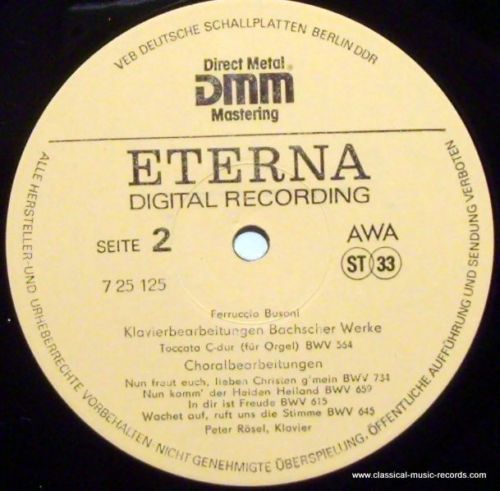 VEB DEUTSCHE SCHALLPLATTEN BERLIN DDR
Direct Metal
DMM
Mastering
ETERNA
DIGITAL RECORDING
SEITE 2
AWA
ST 33
7 25 125
Ferruccio Busoni
Klavierbearbeitungen Bachscher Werke
Toccata C-dur (für Orgel) BWV 564
Choralbearbeitungen
Nun freut euch, lieben Christen g'mein BWV 734
Nun komm' der Heiden Heiland BWV 659
In dir ist Freude BWV 615
Wachet auf, ruft uns die Stimme BWV 645
Peter Rösel, Klavier
ALLE HERSTELLER-UND URHEBERRECHTE VORBEHALTEN · NICHT GENEHMIGTE ÜBERSPIELUNG, ÖFFENTLICHE AUFFÜHRUNG UND SENDUNG VERBOTEN
www.classical-music-records.com